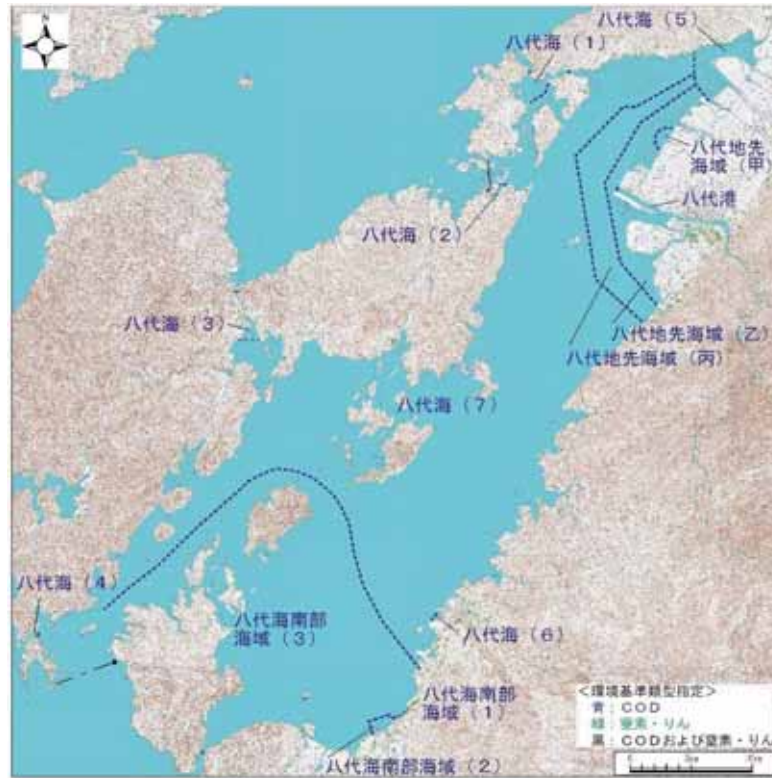 N
八代海(5)
八代海(1)
八代地先
海域(甲)
八代港
八代海(2)
八代海(3)
八代地先海域(乙)
八代地先海域(丙)
八代海(7)
八代海(4)
八代海南部
海域(3)
八代海(6)
八代海南部
海域(1)
八代海南部海域(2)
<環境基準類型指定>
青:COD
緑:窒素・りん
黒:CODおよび窒素・りん
0